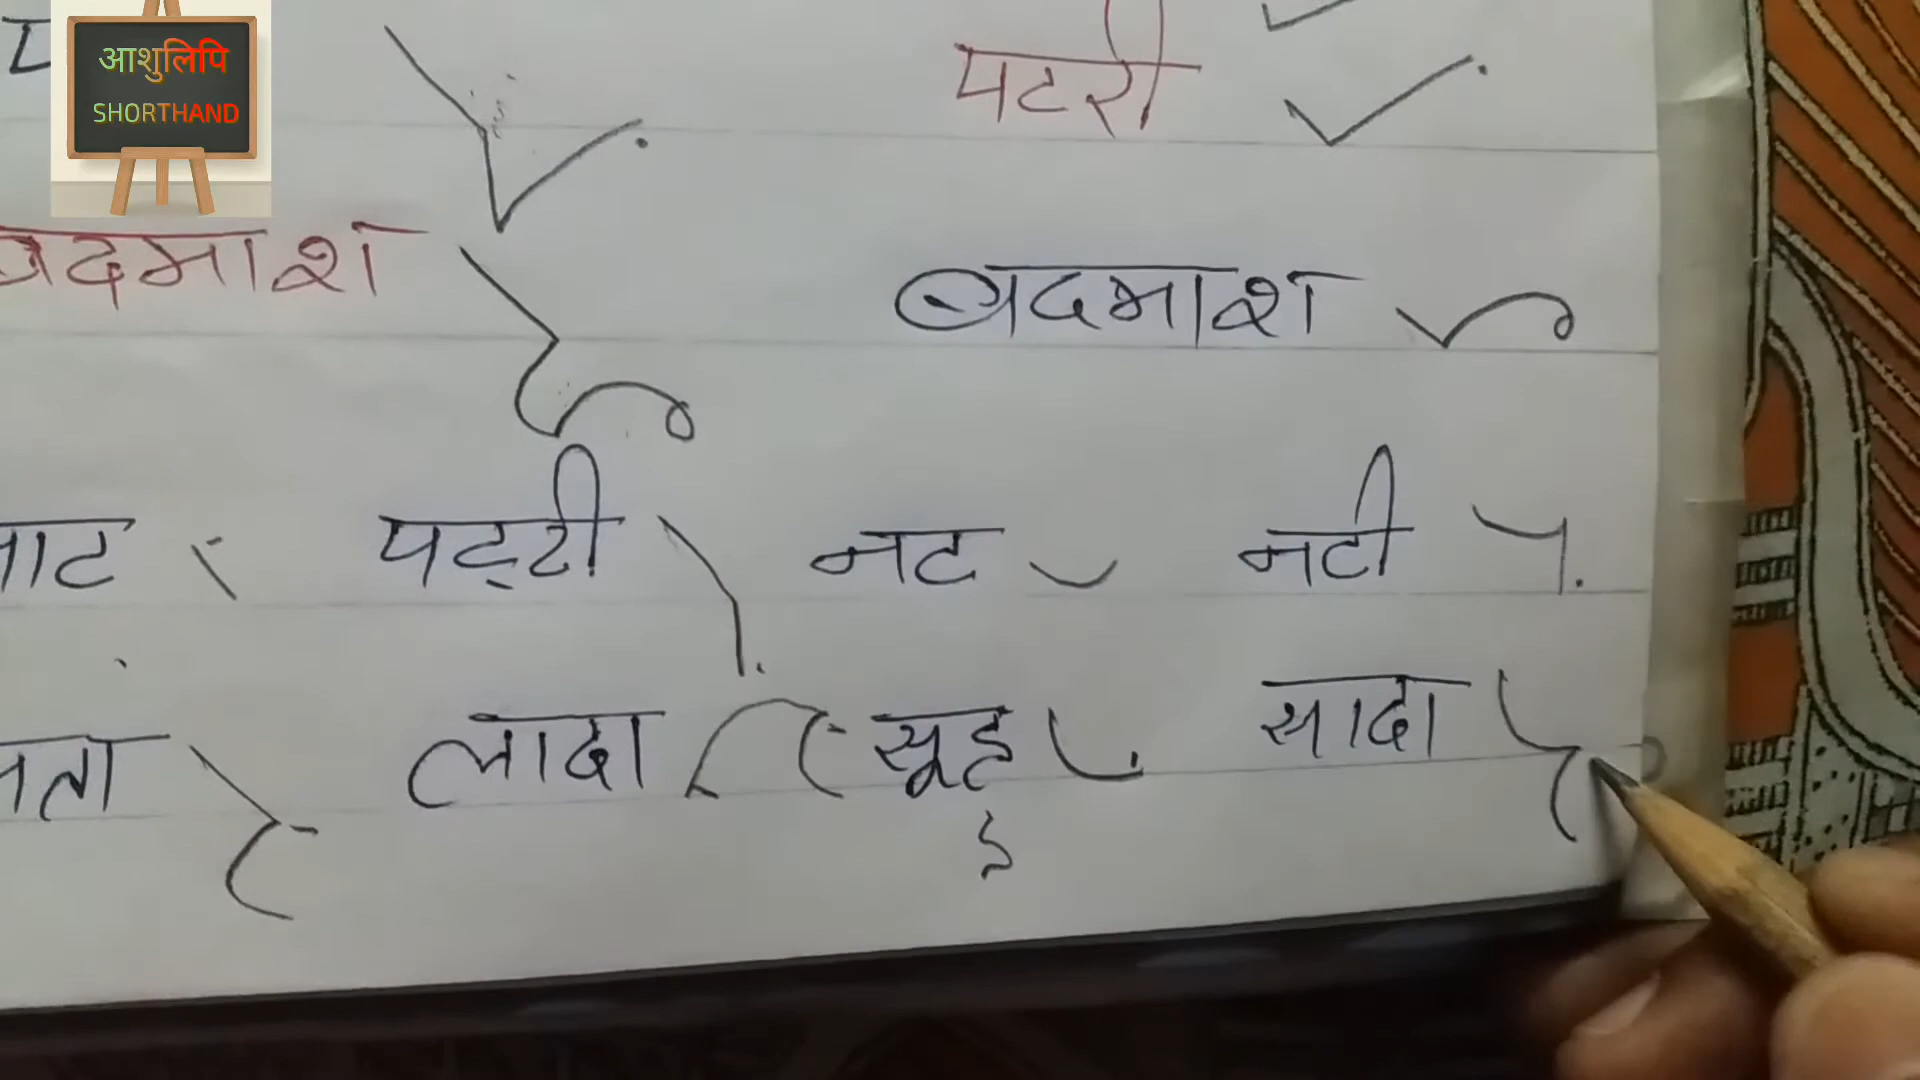 आशुलिपि
SHORTHAND
पटरी
बदमाश बदमाश
पट्टी नट नटी
लादा सादा